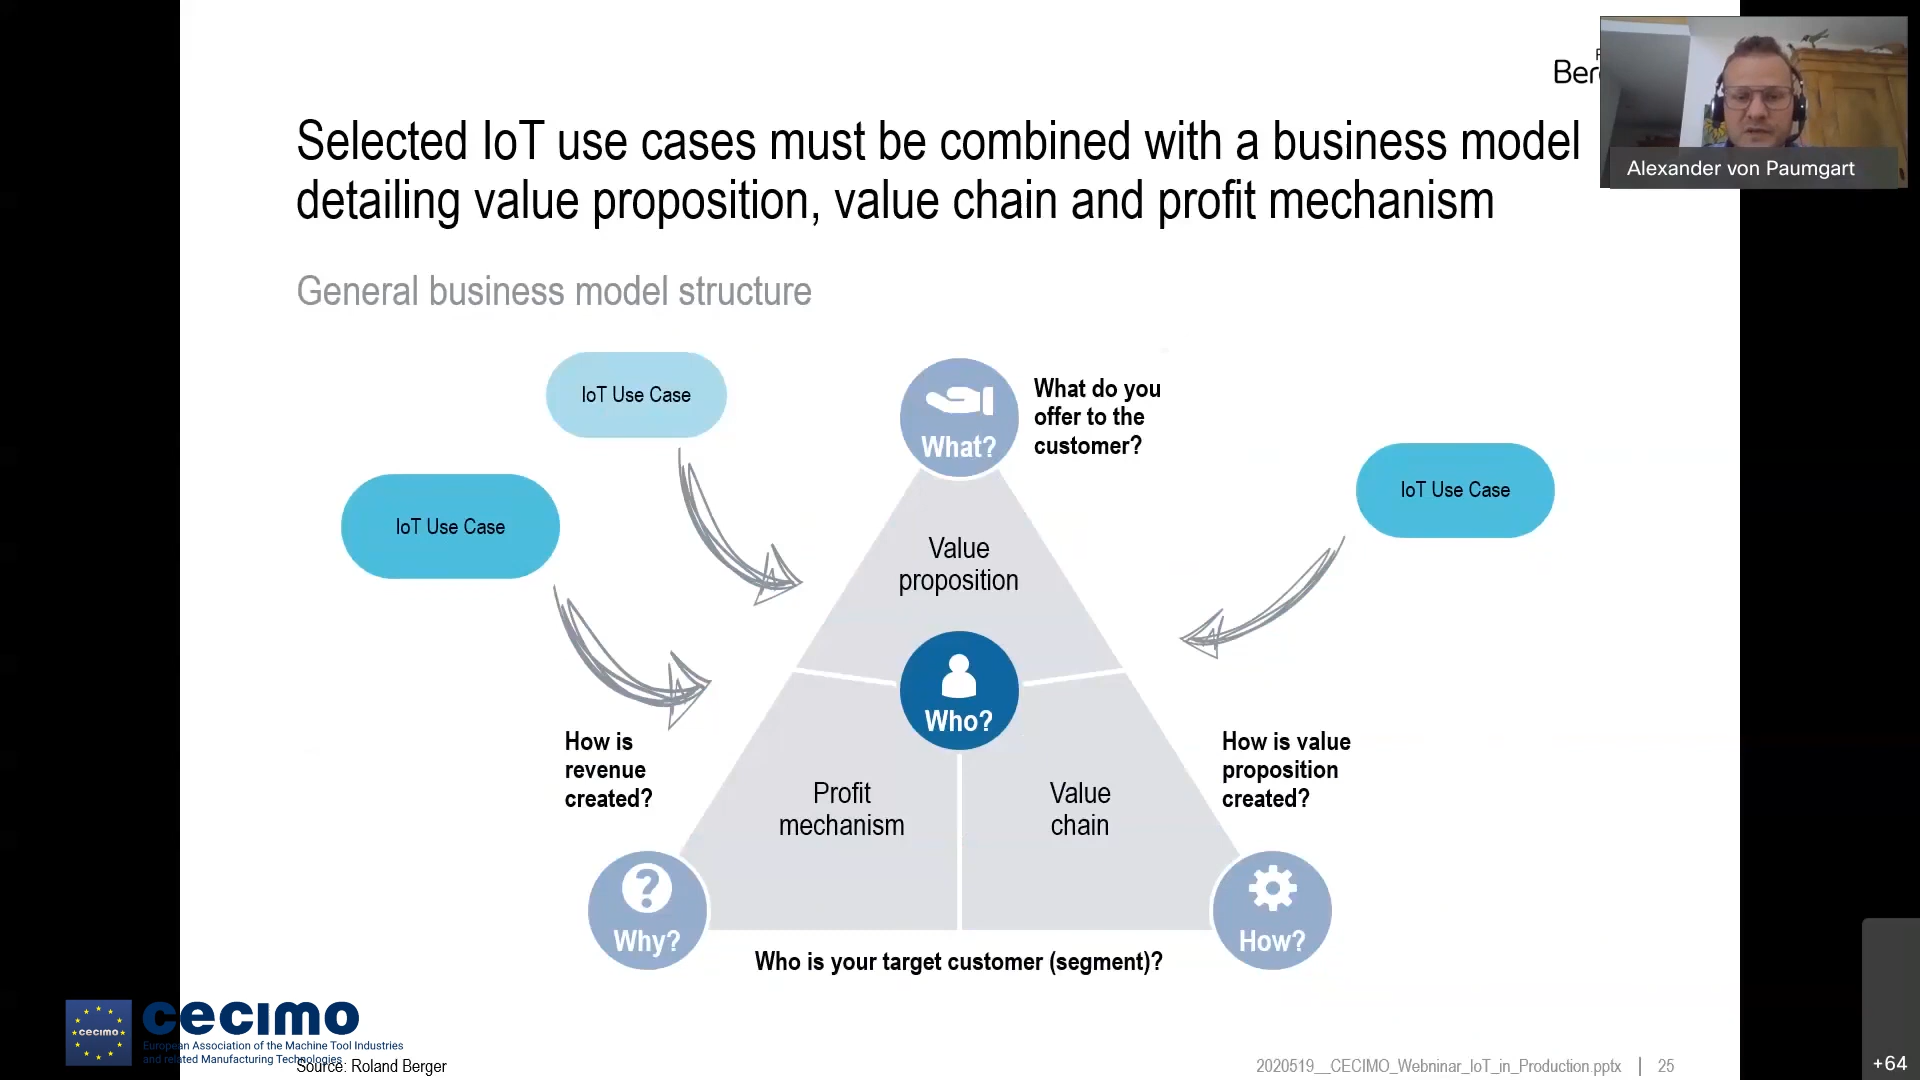 Ber
Alexander von Paumgart
Selected IoT use cases must be combined with a business model
detailing value proposition, value chain and profit mechanism
General business model structure
IoT Use Case
IoT Use Case
IoT Use Case
What?
What do you
offer to the
customer?
Value
proposition
Who?
How is
revenue
created?
How is value
proposition
created?
Profit
mechanism
Value
chain
Why?
How?
Who is your target customer (segment)?
cecimo
cecimo
European Association of the Machine Tool Industries
and related Manufacturing Technologies
Source: Roland Berger
2020519__CECIMO_Webninar_IoT_in_Production.pptx | 25
+64